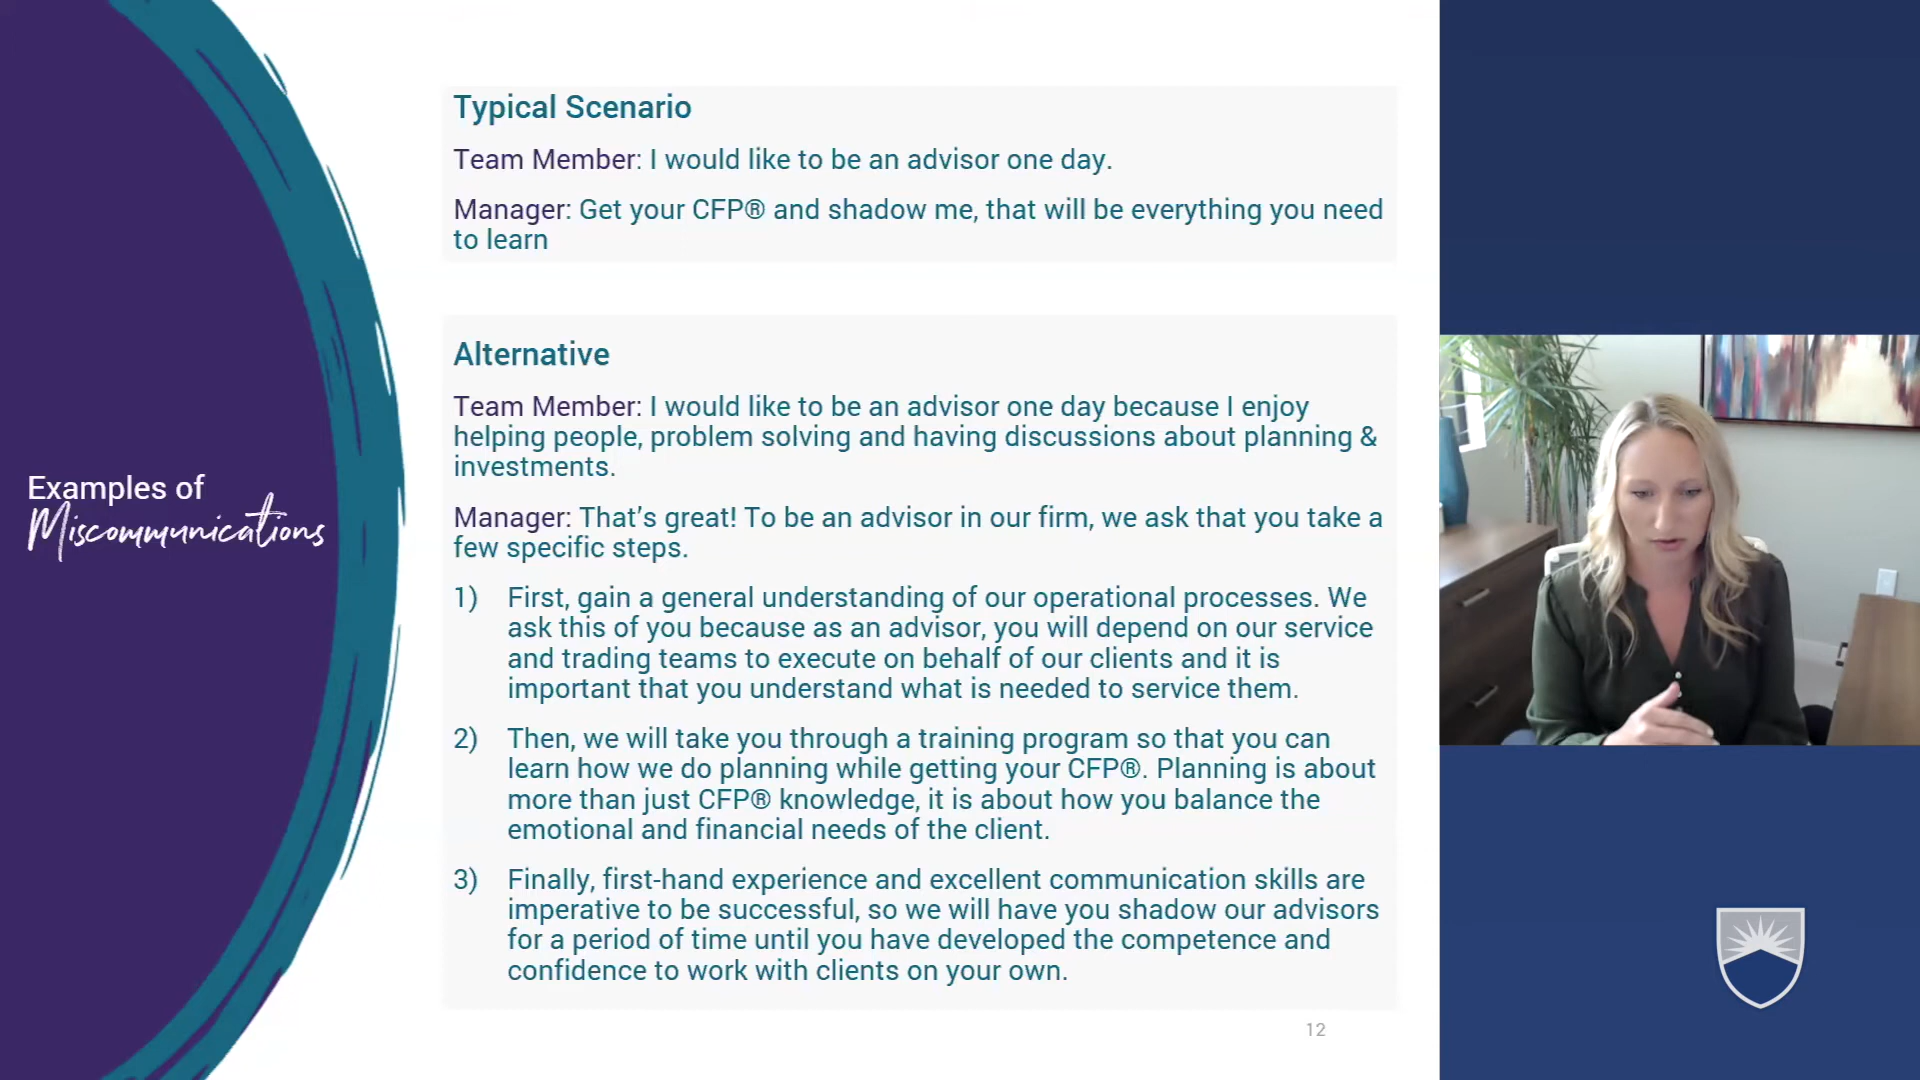 Examples of
Miscommunications
Typical Scenario
Team Member: I would like to be an advisor one day.
Manager: Get your CFP® and shadow me, that will be everything you need
to learn
Alternative
Team Member: I would like to be an advisor one day because I enjoy
helping people, problem solving and having discussions about planning &
investments.
Manager: That’s great! To be an advisor in our firm, we ask that you take a
few specific steps.
1) First, gain a general understanding of our operational processes. We
ask this of you because as an advisor, you will depend on our service
and trading teams to execute on behalf of our clients and it is
important that you understand what is needed to service them.
2) Then, we will take you through a training program so that you can
learn how we do planning while getting your CFP®. Planning is about
more than just CFP® knowledge, it is about how you balance the
emotional and financial needs of the client.
3) Finally, first-hand experience and excellent communication skills are
imperative to be successful, so we will have you shadow our advisors
for a period of time until you have developed the competence and
confidence to work with clients on your own.
12